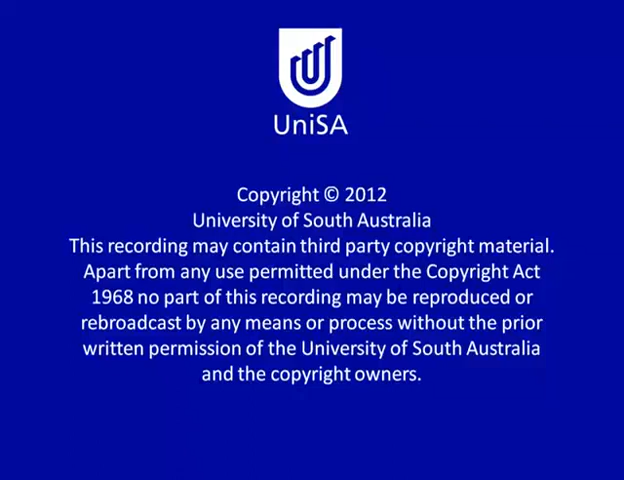 UniSA
Copyright © 2012
University of South Australia
This recording may contain third party copyright material.
Apart from any use permitted under the Copyright Act
1968 no part of this recording may be reproduced or
rebroadcast by any means or process without the prior
written permission of the University of South Australia
and the copyright owners.